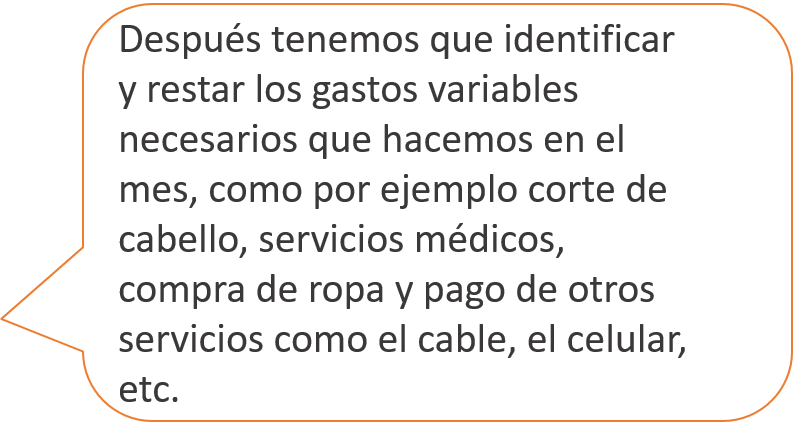 Después tenemos que identificar
y restar los gastos variables
necesarios que hacemos en el
mes, como por ejemplo corte de
cabello, servicios médicos,
compra de ropa y pago de otros
servicios como el cable, el celular,
etc.